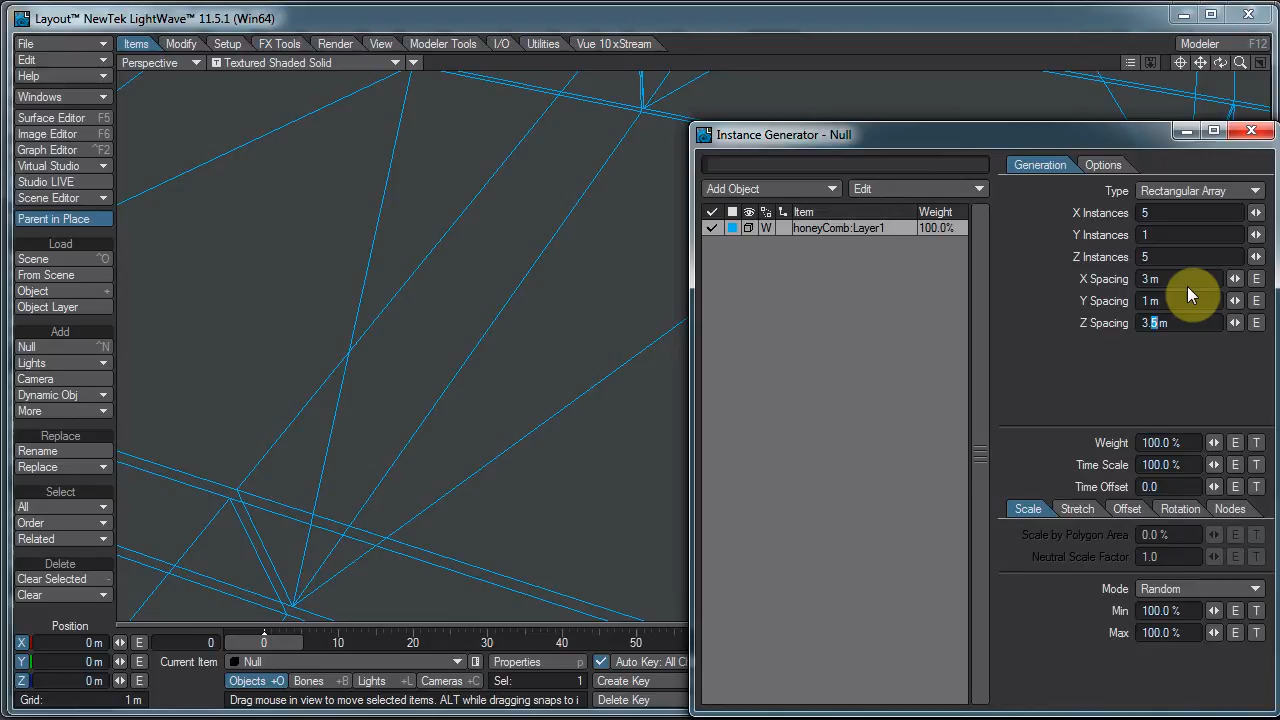 Layout™ NewTek LightWave™ 11.5.1 (Win64)
File
Items Modify Setup FX Tools Render View Modeler Tools I/O Utilities Vue 10 xStream Modeler F12
Edit
Perspective T Textured Shaded Solid
Help
Windows
Surface Editor F5
Image Editor F6
Graph Editor ^F2
Virtual Studio
Studio LIVE
Scene Editor
Parent in Place
Load
Scene ^O
From Scene
Object +
Object Layer
Add
Null ^N
Lights
Camera
Dynamic Obj
More
Replace
Rename
Replace
Select
All
Order
Related
Delete
Clear Selected -
Clear
Instance Generator - Null
Generation Options
Add Object Edit
Item Weight
W honeyComb:Layer1 100.0%
Type Rectangular Array
X Instances 5
Y Instances 1
Z Instances 5
X Spacing 3 m E
Y Spacing 1 m E
Z Spacing 3.5 m E
Weight 100.0 % E T
Time Scale 100.0 % E T
Time Offset 0.0 E T
Scale Stretch Offset Rotation Nodes
Scale by Polygon Area 0.0 % E T
Neutral Scale Factor 1.0 E T
Mode Random
Min 100.0 % E T
Max 100.0 % E T
Position
X 0 m E 0 0 10 20 30 40 50
Y 0 m E Current Item Null Properties p Auto Key: All Cl
Z 0 m E Objects +O Bones +B Lights +L Cameras +C Sel: 1 Create Key
Grid: 1 m Drag mouse in view to move selected items. ALT while dragging snaps to i Delete Key